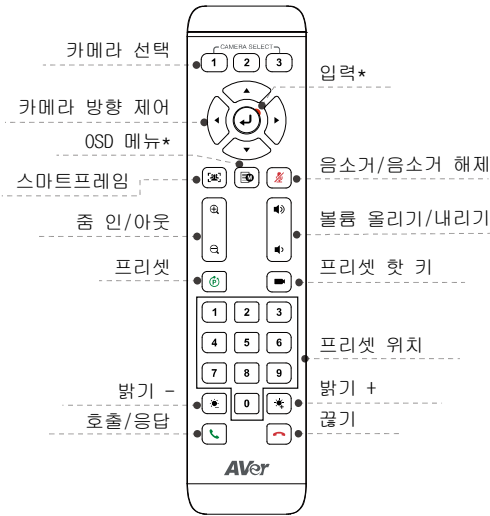 카메라 선택
CAMERA SELECT
1 2 3
입력*
카메라 방향 제어
OSD 메뉴*
스마트프레임
음소거/음소거 해제
줌 인/아웃
볼륨 올리기/내리기
프리셋
P
프리셋 핫 키
1 2 3
4 5 6
7 8 9
0
프리셋 위치
밝기 -
밝기 +
호출/응답
끊기
AVer